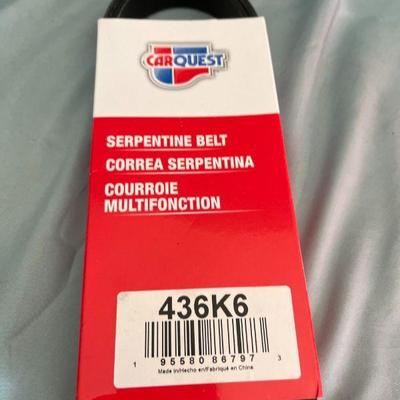 CARQUEST
SERPENTINE BELT
CORREA SERPENTINA
COURROIE
MULTIFONCTION
436K6
1 95580 86797 3
Made in/Hecho en/Fabriqué en China